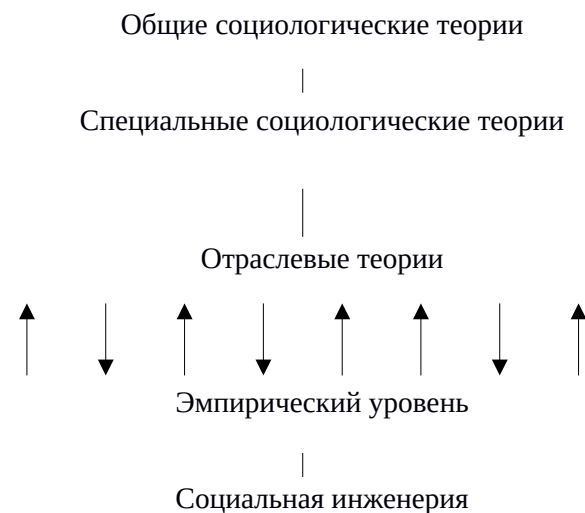 Общие социологические теории
Специальные социологические теории
Отраслевые теории
Эмпирический уровень
Социальная инженерия